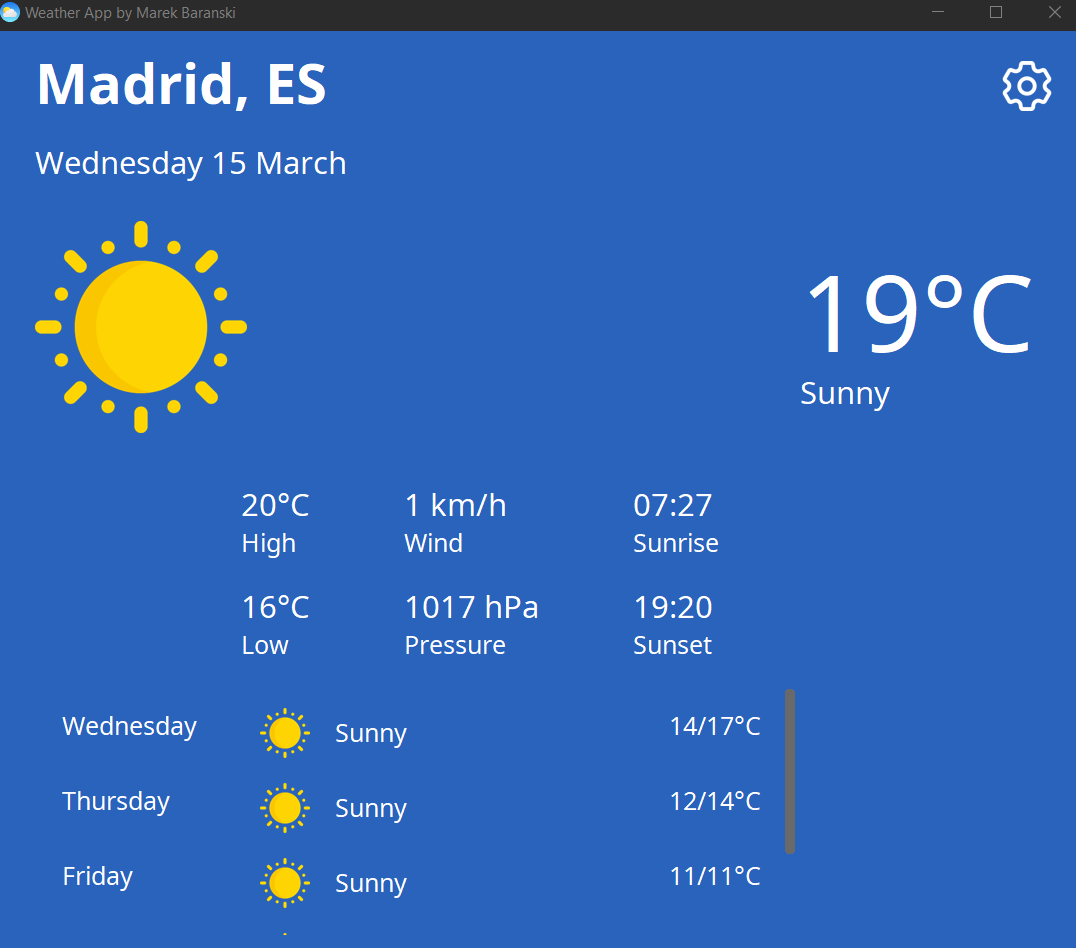 Weather App by Marek Baranski
Madrid, ES
Wednesday 15 March
19°C
Sunny
20°C 1 km/h 07:27
High Wind Sunrise
16°C 1017 hPa 19:20
Low Pressure Sunset
Wednesday Sunny 14/17°C
Thursday Sunny 12/14°C
Friday Sunny 11/11°C